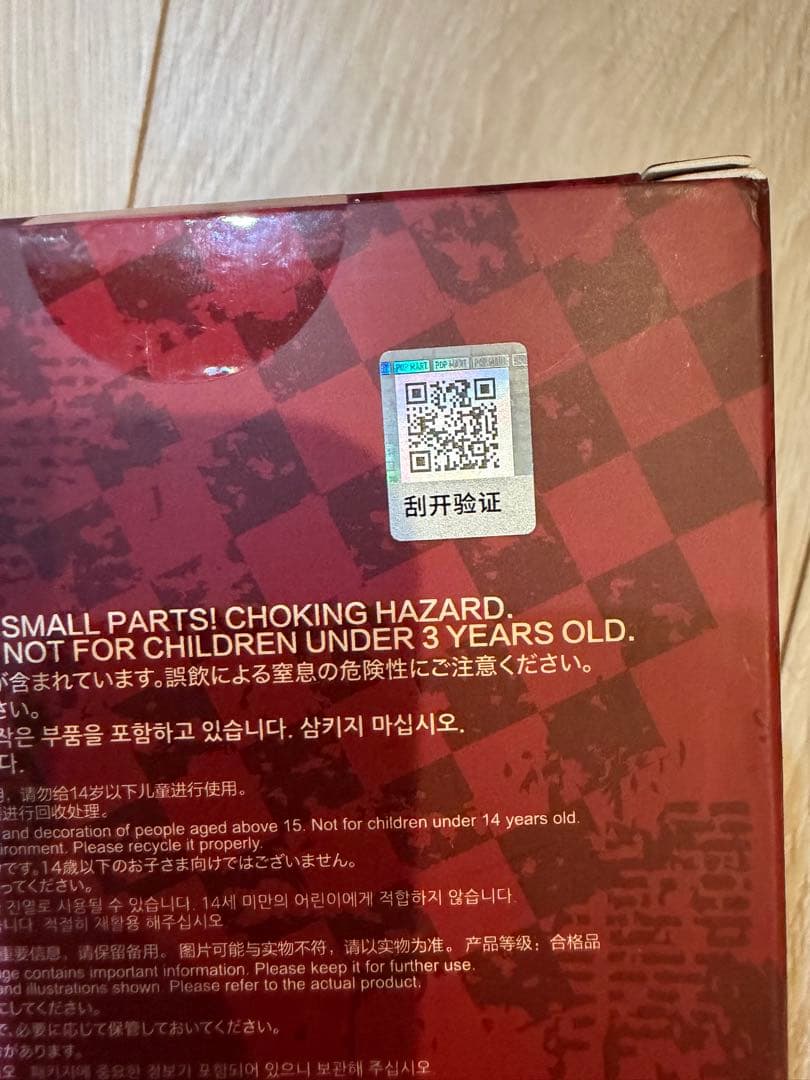 POP MART POP MART POP MART
刮开验证
SMALL PARTS! CHOKING HAZARD.
NOT FOR CHILDREN UNDER 3 YEARS OLD.
が含まれています。誤飲による窒息の危険性にご注意ください。
さい。
작은 부품을 포함하고 있습니다. 삼키지 마십시오.
다.
请勿给14岁以下儿童进行使用。
进行回收处理。
and decoration of people aged above 15. Not for children under 14 years old.
ironment. Please recycle it properly.
です。14歳以下のお子さま向けではございません。
ってください。
진열로 시용될 수 있습니다. 14세 미만의 어린이에게 적합하지 않습니다.
니다. 적절히 재활용 해주십시오
重要信息，请保留备用。图片可能与实物不符，请以实物为准。产品等级：合格品
ge contains important information. Please keep it for further use.
and illustrations shown. Please refer to the actual product.
にしてください。
で、必要に応じて保管しておいてください。
合があります。
오. 패키지에 중요한 정보가 포함되어 있으니 보관해 주십시오